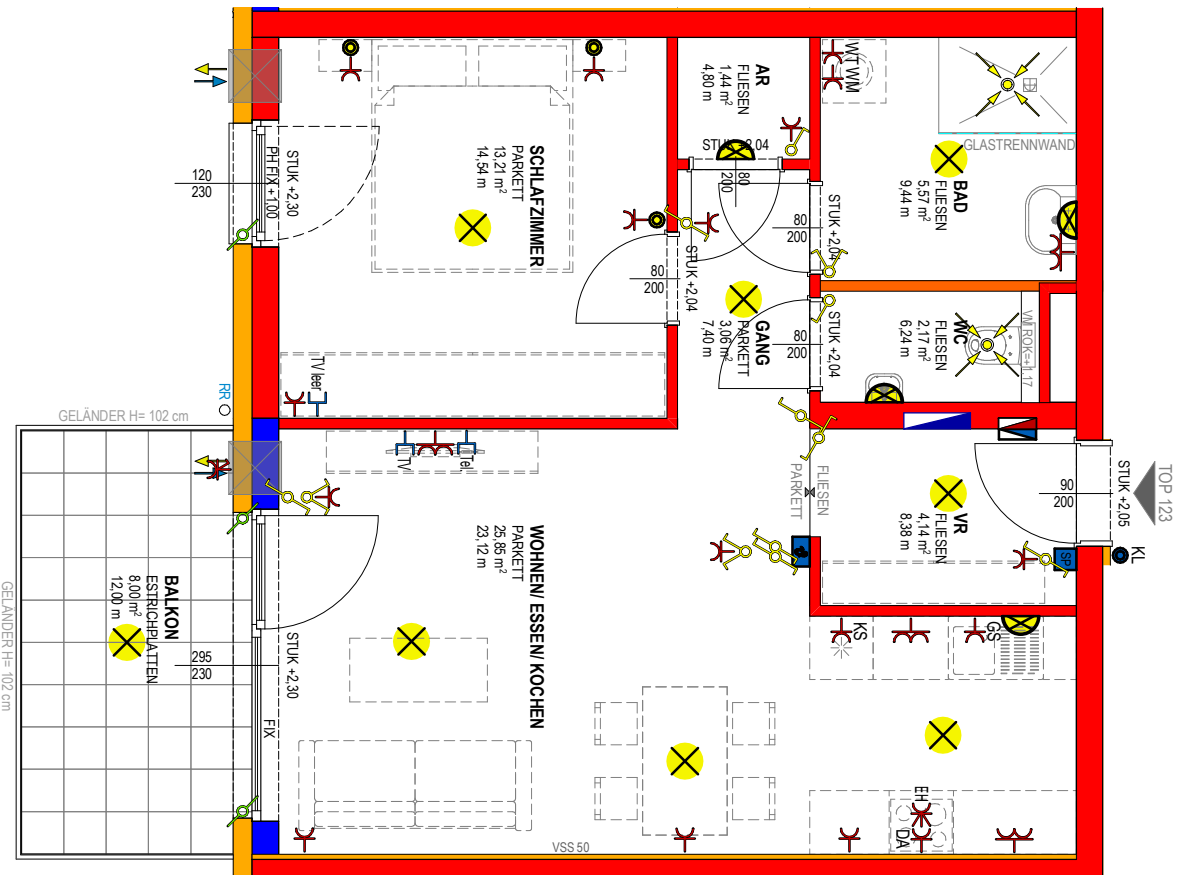 AR
FLIESEN
1,44 m²
4,80 m
WT WM
GLASTRENNWAND
BAD
FLIESEN
5,57 m²
9,44 m
STUK +2,04
80
200
SCHLAFZIMMER
PARKETT
13,21 m²
14,54 m
STUK +2,30
PH FIX +1,00
120
230
STUK +2,04
80
200
STUK +2,04
80
200
GANG
PARKETT
3,06 m²
7,40 m
STUK +2,04
80
200
WC
FLIESEN
2,17 m²
6,24 m
VM ROK=+1,17
TV leer
RR
GELÄNDER H= 102 cm
TV
Tel.
FLIESEN
PARKETT
VR
FLIESEN
4,14 m²
8,38 m
90
200
STUK +2,05
TOP 123
KL
SP
WOHNEN/ ESSEN/ KOCHEN
PARKETT
25,85 m²
23,12 m
BALKON
ESTRICHPLATTEN
8,00 m²
12,00 m
GELÄNDER H= 102 cm
295
230
STUK +2,30
FIX
KS
GS
EH
DA
VSS 50